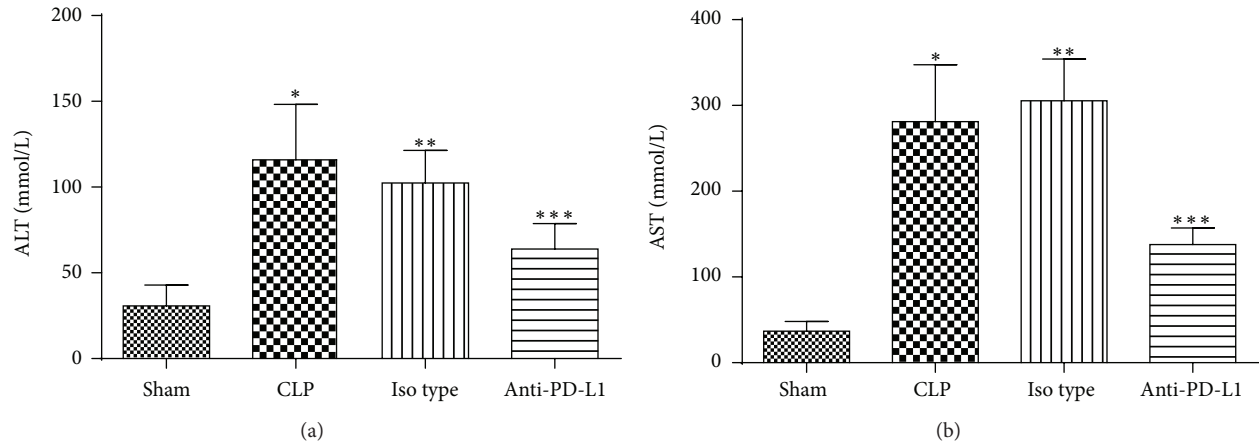 ALT (mmol/L)
200
150
100
50
0
*
**
***
Sham
CLP
Iso type
Anti-PD-L1
(a)
AST (mmol/L)
400
300
200
100
0
*
**
***
Sham
CLP
Iso type
Anti-PD-L1
(b)